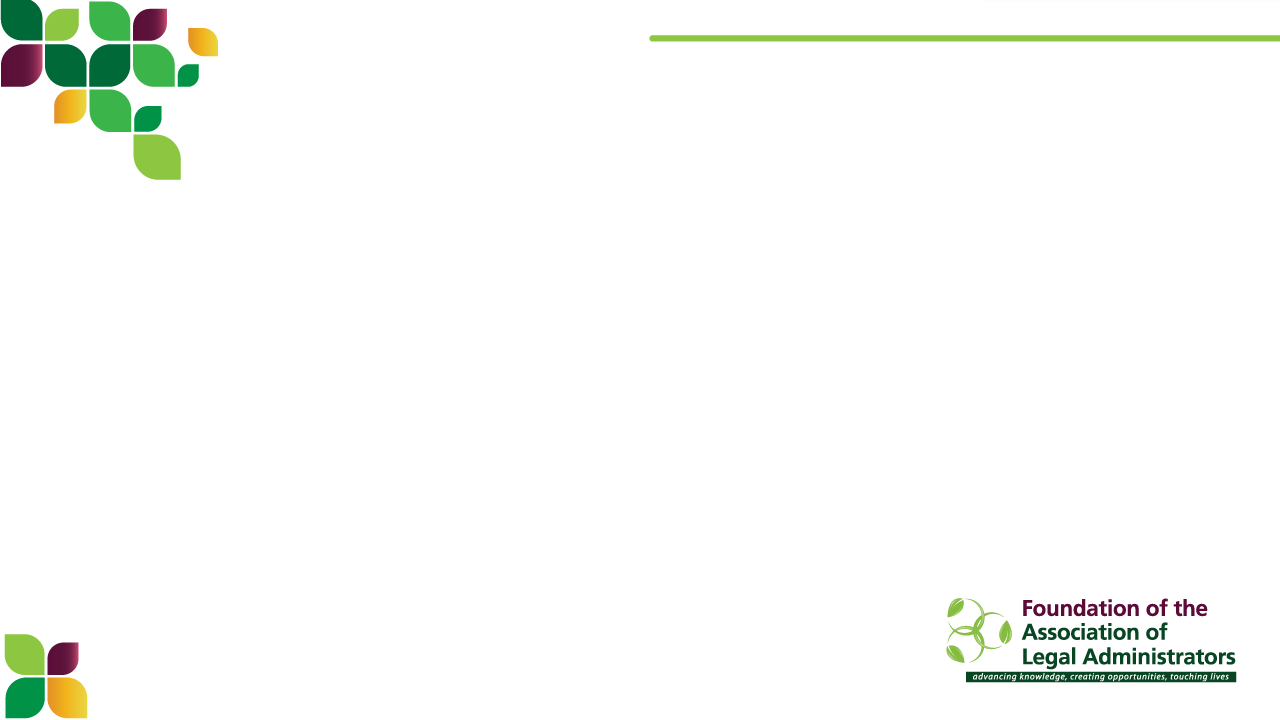 Foundation of the
Association of
Legal Administrators
advancing knowledge, creating opportunities, touching lives